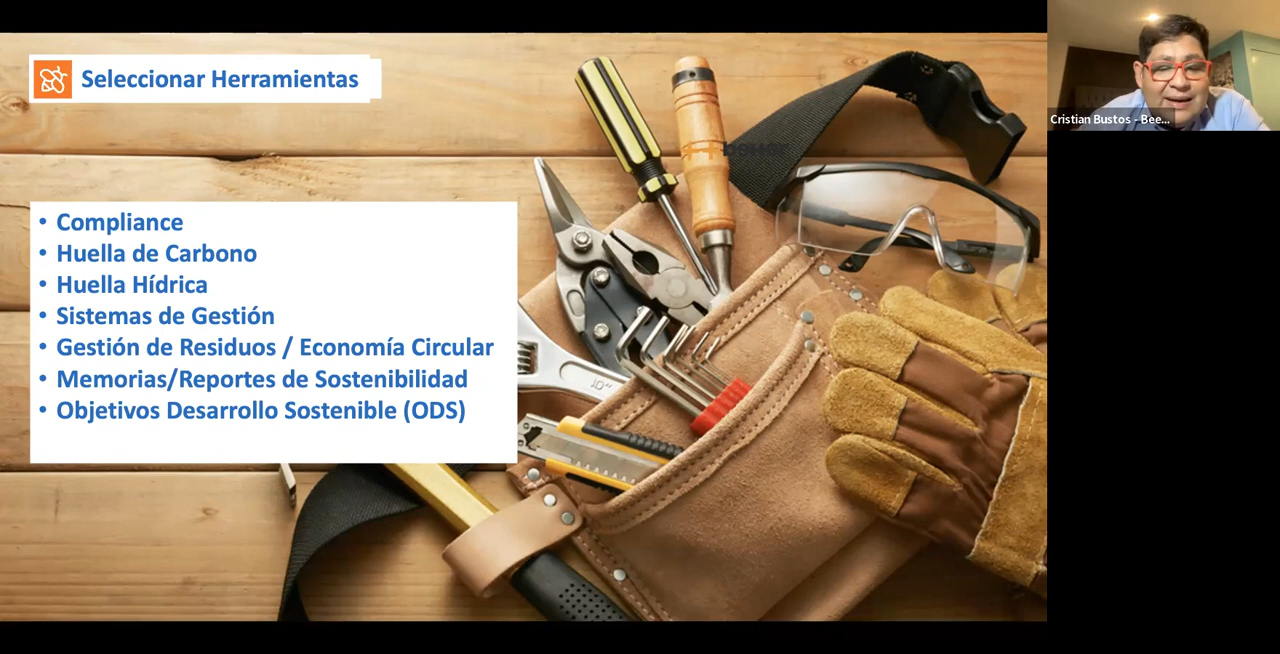 Seleccionar Herramientas
• Compliance
• Huella de Carbono
• Huella Hídrica
• Sistemas de Gestión
• Gestión de Residuos / Economía Circular
• Memorias/Reportes de Sostenibilidad
• Objetivos Desarrollo Sostenible (ODS)
10"
Cristian Bustos - Bee...